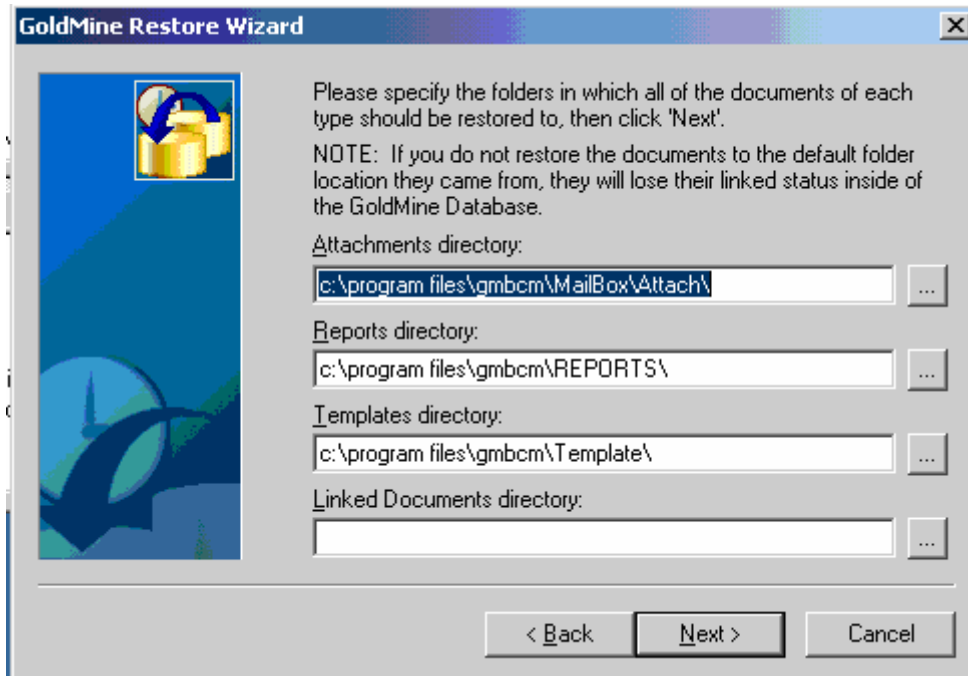 GoldMine Restore Wizard
Please specify the folders in which all of the documents of each
type should be restored to, then click 'Next'.
NOTE:  If you do not restore the documents to the default folder
location they came from, they will lose their linked status inside of
the GoldMine Database.
Attachments directory:
c:\program files\gmbcm\MailBox\Attach\
...
Reports directory:
c:\program files\gmbcm\REPORTS\
...
Templates directory:
c:\program files\gmbcm\Template\
...
Linked Documents directory:
...
< Back Next > Cancel